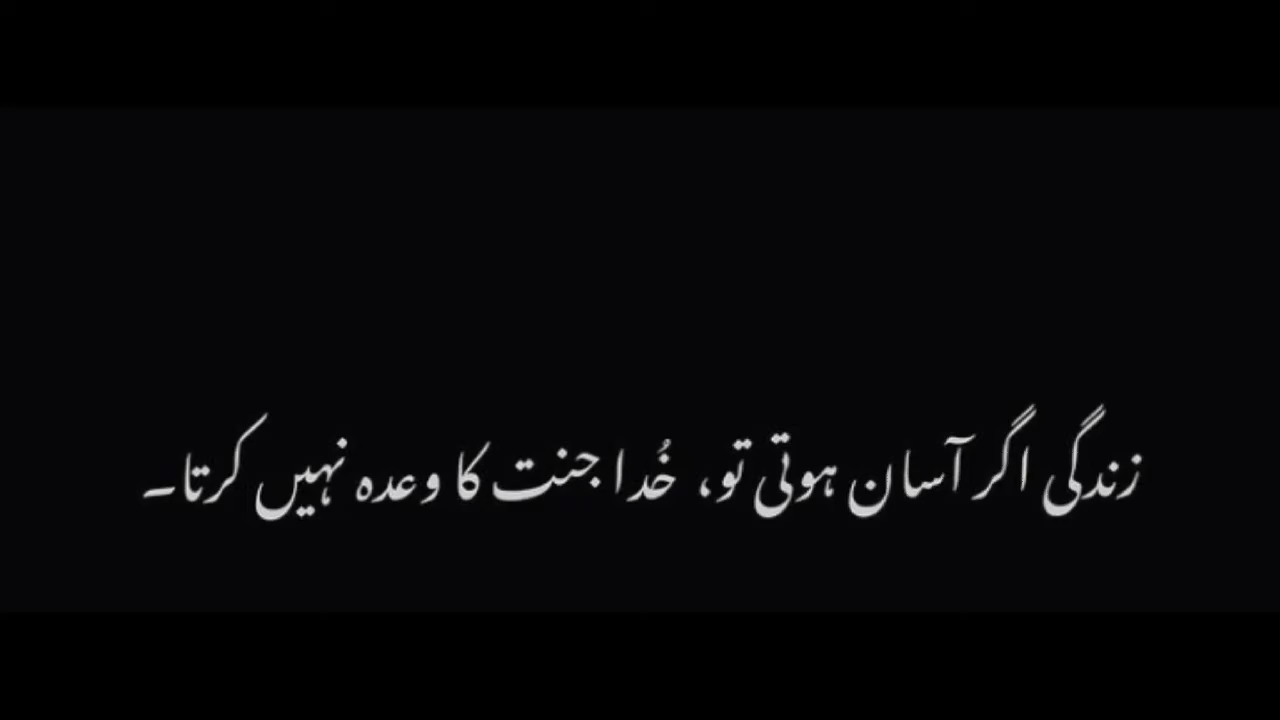 زندگی اگر آسان ہوتی تو، خُدا جنت کا وعدہ نہیں کرتا۔